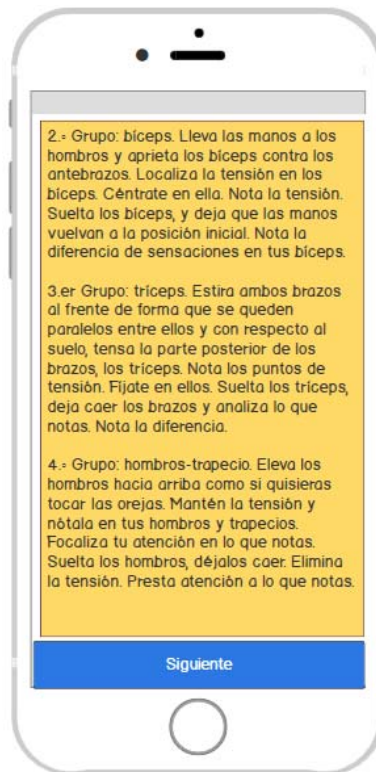 2.º Grupo: bíceps. Lleva las manos a los
hombros y aprieta los bíceps contra los
antebrazos. Localiza la tensión en los
bíceps. Céntrate en ella. Nota la tensión.
Suelta los bíceps, y deja que las manos
vuelvan a la posición inicial. Nota la
diferencia de sensaciones en tus bíceps.
3.er Grupo: tríceps. Estira ambos brazos
al frente de forma que se queden
paralelos entre ellos y con respecto al
suelo, tensa la parte posterior de los
brazos, los tríceps. Nota los puntos de
tensión. Fíjate en ellos. Suelta los tríceps,
deja caer los brazos y analiza lo que
notas. Nota la diferencia.
4.º Grupo: hombros-trapecio. Eleva los
hombros hacia arriba como si quisieras
tocar las orejas. Mantén la tensión y
nótala en tus hombros y trapecios.
Focaliza tu atención en lo que notas.
Suelta los hombros, déjalos caer. Elimina
la tensión. Presta atención a lo que notas.
Siguiente